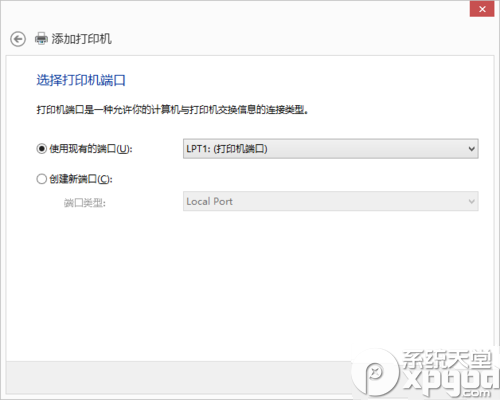 添加打印机
选择打印机端口
打印机端口是一种允许你的计算机与打印机交换信息的连接类型。
使用现有的端口(U): LPT1: (打印机端口)
创建新端口(C):
端口类型: Local Port
系统天堂